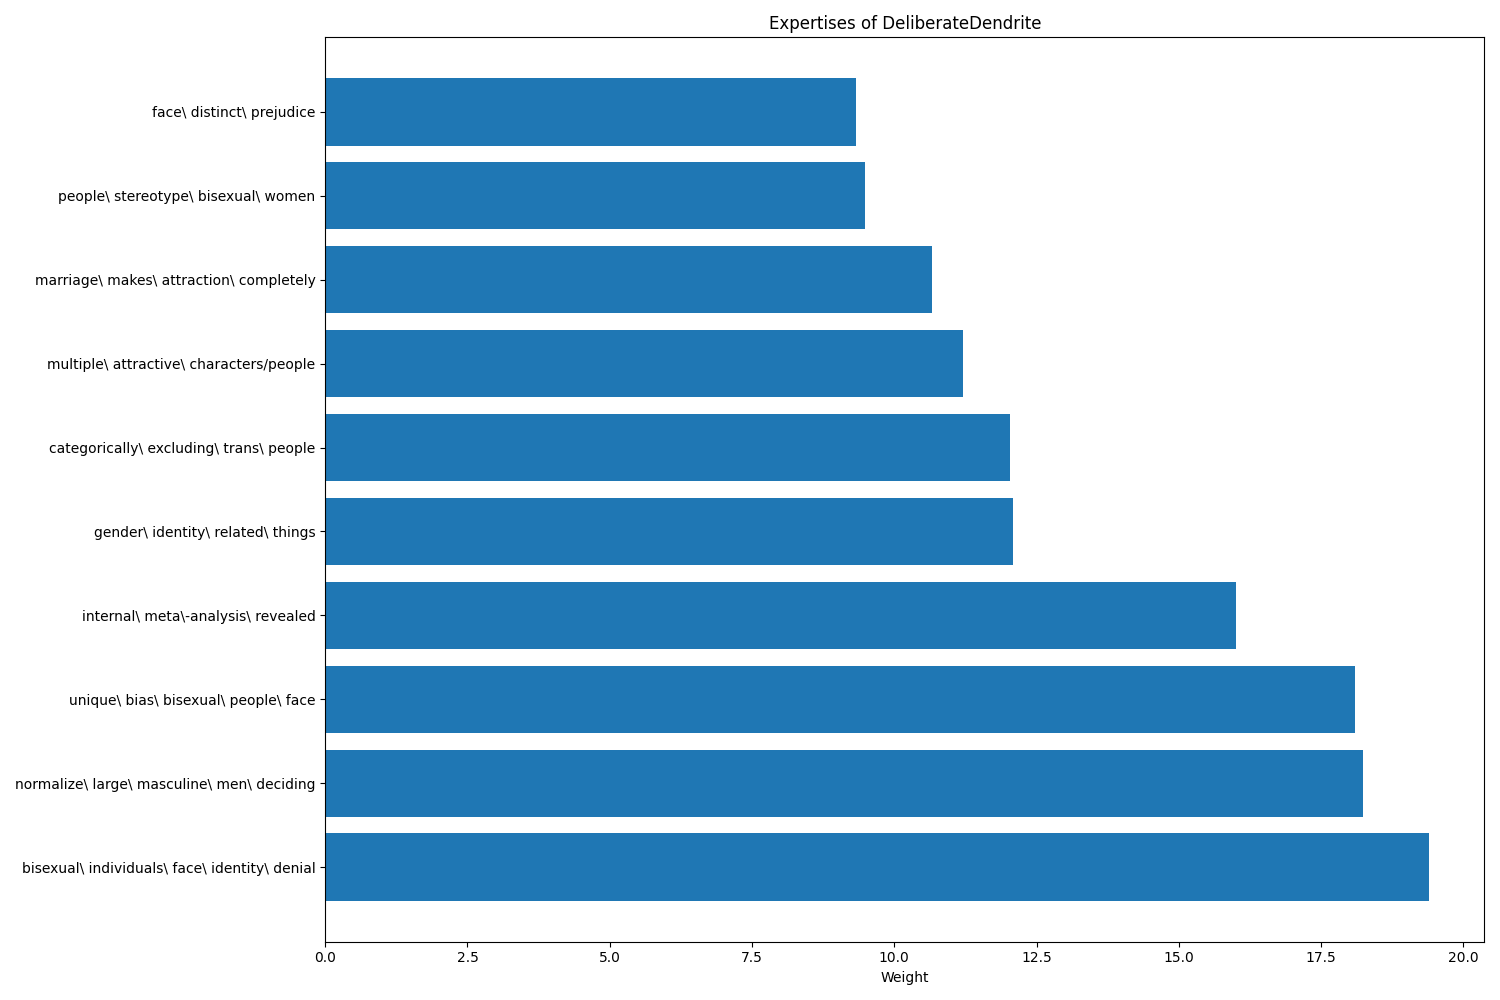 Expertises of DeliberateDendrite
face\ distinct\ prejudice
people\ stereotype\ bisexual\ women
marriage\ makes\ attraction\ completely
multiple\ attractive\ characters/people
categorically\ excluding\ trans\ people
gender\ identity\ related\ things
internal\ meta\-analysis\ revealed
unique\ bias\ bisexual\ people\ face
normalize\ large\ masculine\ men\ deciding
bisexual\ individuals\ face\ identity\ denial
0.0 2.5 5.0 7.5 10.0 12.5 15.0 17.5 20.0
Weight